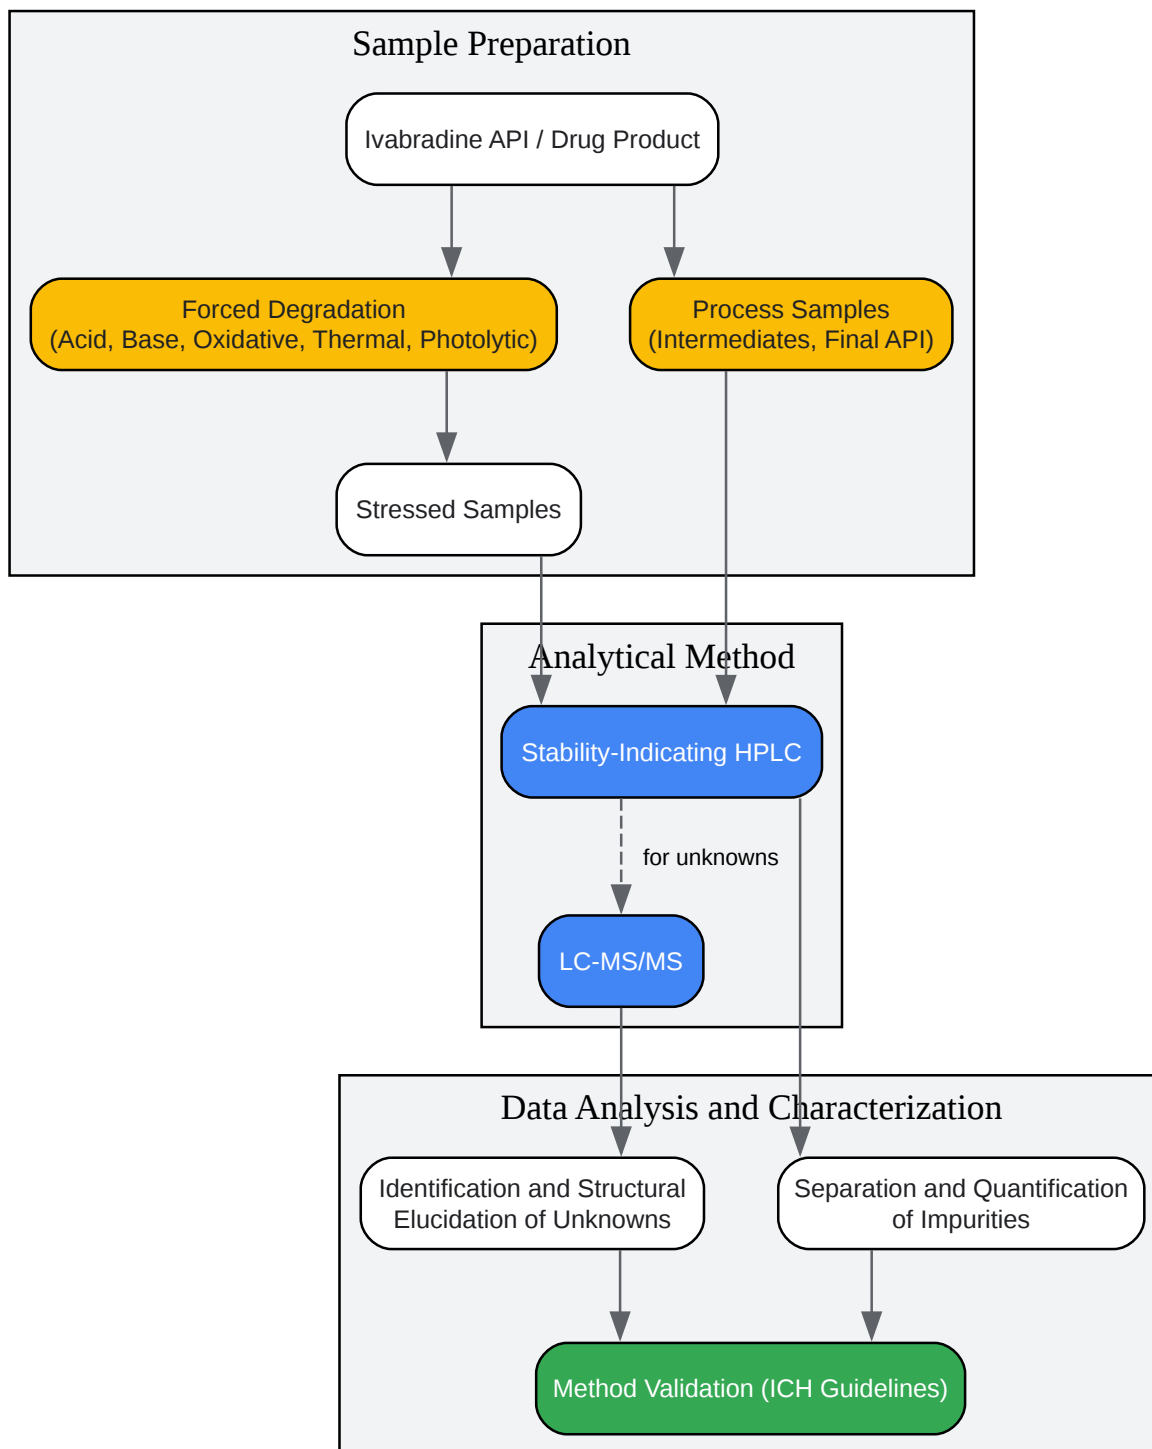 Sample Preparation
Ivabradine API / Drug Product
Forced Degradation
(Acid, Base, Oxidative, Thermal, Photolytic)
Process Samples
(Intermediates, Final API)
Stressed Samples
Analytical Method
Stability-Indicating HPLC
for unknowns
LC-MS/MS
Data Analysis and Characterization
Identification and Structural
Elucidation of Unknowns
Separation and Quantification
of Impurities
Method Validation (ICH Guidelines)